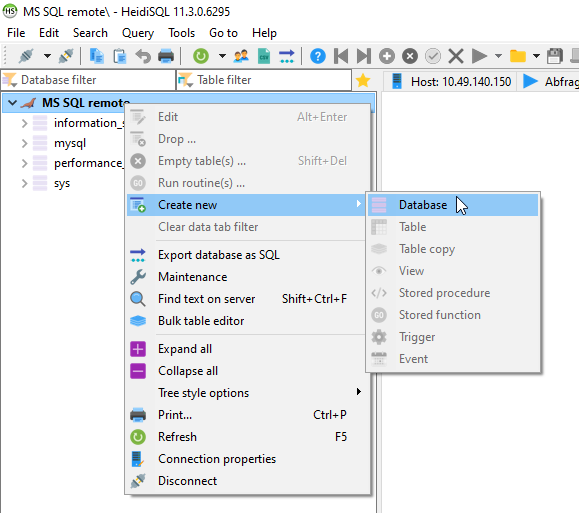 MS SQL remote\ - HeidiSQL 11.3.0.6295
File Edit Search Query Tools Go to Help
Database filter Table filter
Host: 10.49.140.150 Abfrag
MS SQL remote
information_s
mysql
performance_
sys
Edit Alt+Enter
Drop ...
Empty table(s) ... Shift+Del
Run routine(s) ...
Create new
Clear data tab filter
Export database as SQL
Maintenance
Find text on server Shift+Ctrl+F
Bulk table editor
Expand all
Collapse all
Tree style options
Print... Ctrl+P
Refresh F5
Connection properties
Disconnect
Database
Table
Table copy
View
Stored procedure
Stored function
Trigger
Event